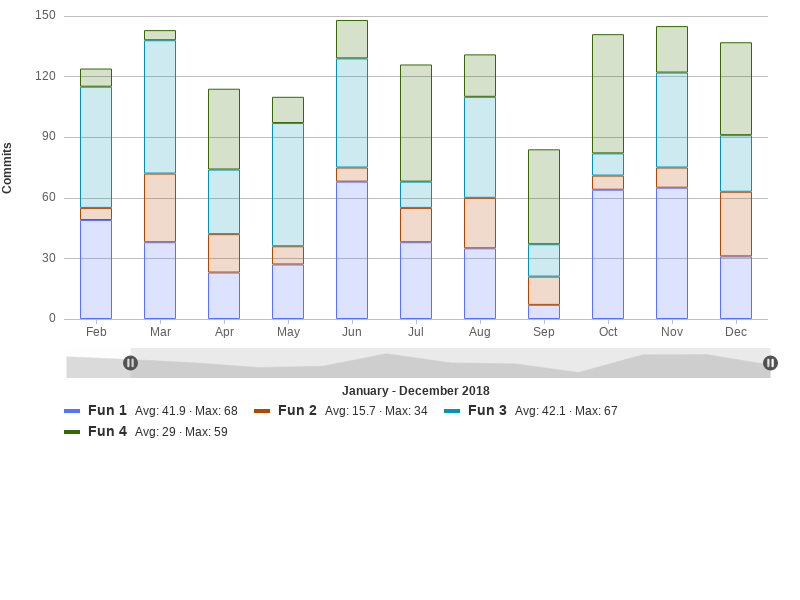 150
120
90
60
30
0
Commits
Feb Mar Apr May Jun Jul Aug Sep Oct Nov Dec
January - December 2018
Fun 1 Avg: 41.9 · Max: 68 Fun 2 Avg: 15.7 · Max: 34 Fun 3 Avg: 42.1 · Max: 67
Fun 4 Avg: 29 · Max: 59